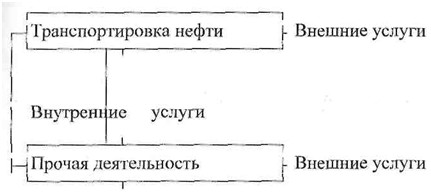 Транспортировка нефти Внешние услуги
Внутренние услуги
Прочая деятельность Внешние услуги